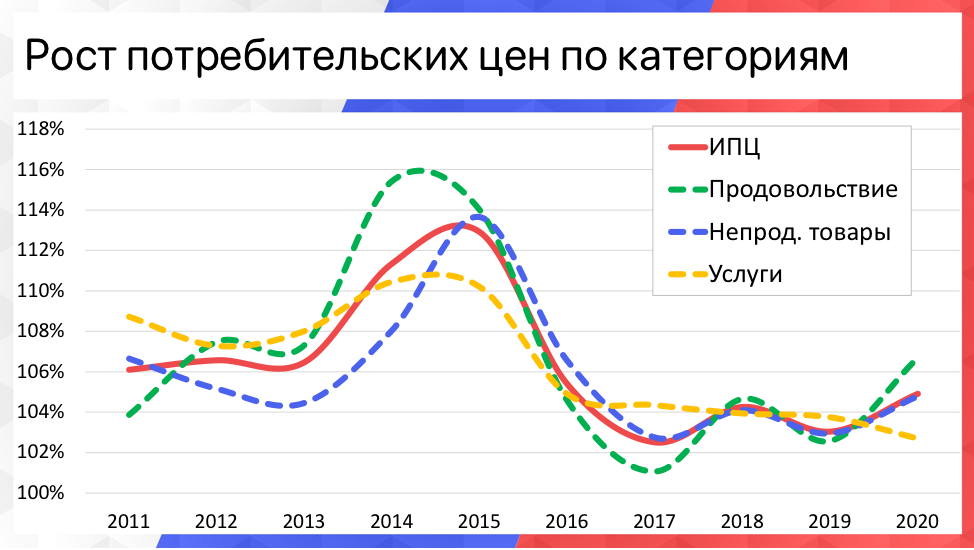 Рост потребительских цен по категориям
118%
116%
114%
112%
110%
108%
106%
104%
102%
100%
ИПЦ
Продовольствие
Непрод. товары
Услуги
2011 2012 2013 2014 2015 2016 2017 2018 2019 2020